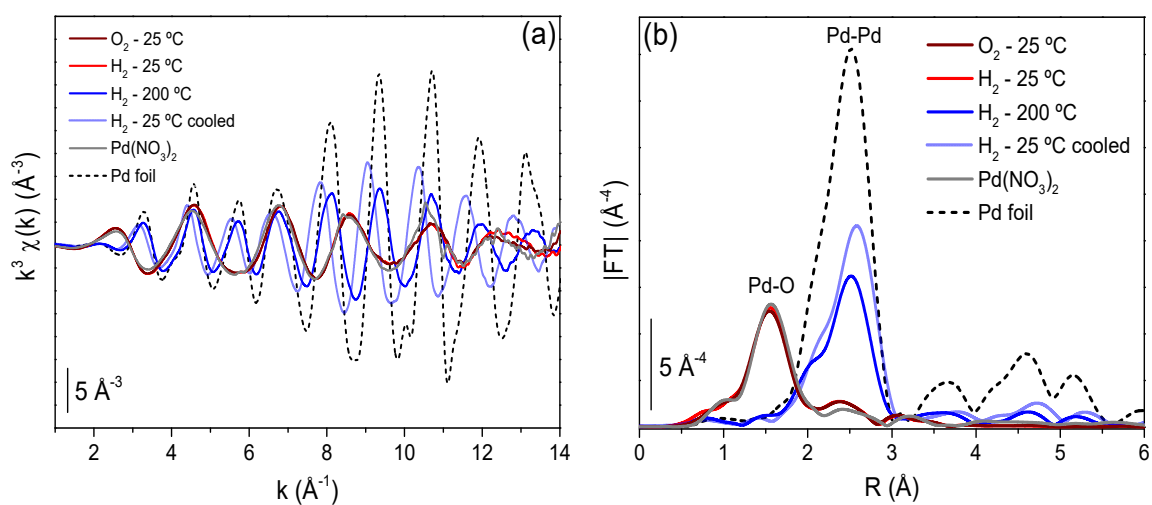 (a)
O₂ - 25 ºC
H₂ - 25 ºC
H₂ - 200 ºC
H₂ - 25 ºC cooled
Pd(NO₃)₂
Pd foil
k³ χ(k) (Å⁻³)
5 Å⁻³
2 4 6 8 10 12 14
k (Å⁻¹)
(b)
Pd-Pd
O₂ - 25 ºC
H₂ - 25 ºC
H₂ - 200 ºC
H₂ - 25 ºC cooled
Pd(NO₃)₂
Pd foil
Pd-O
|FT| (Å⁻⁴)
5 Å⁻⁴
0 1 2 3 4 5 6
R (Å)